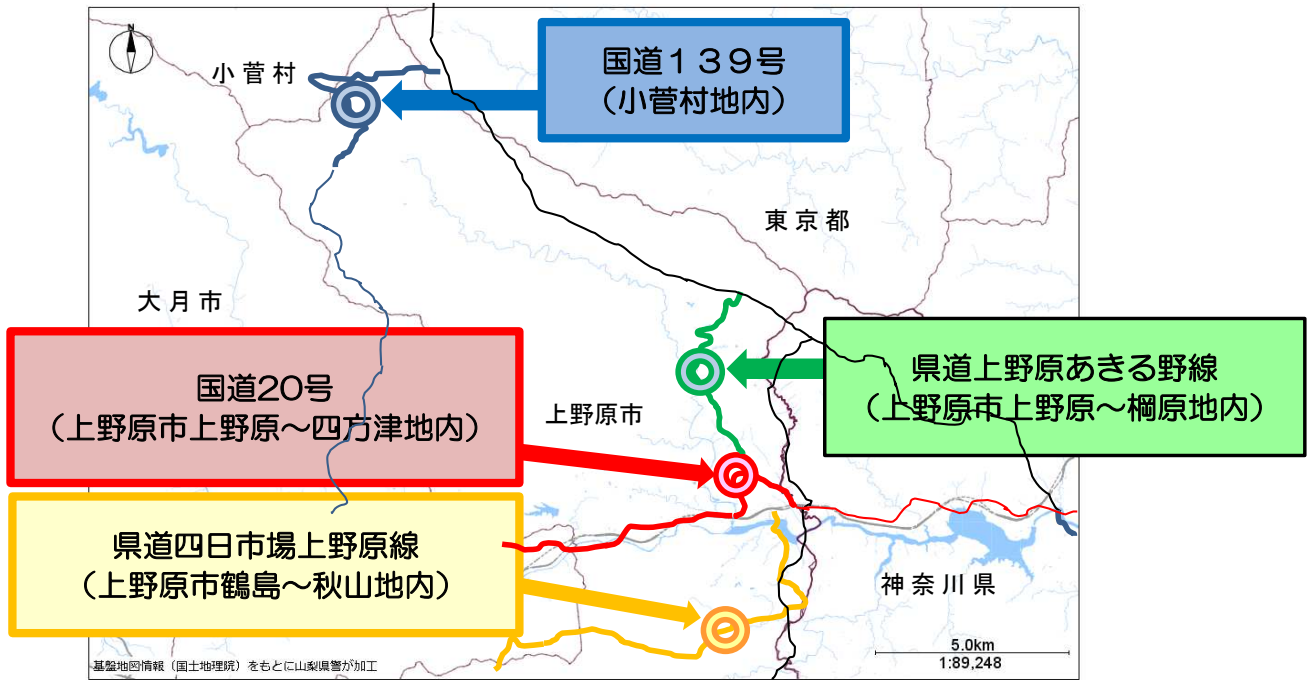 N
小菅村
国道139号
（小菅村地内）
東京都
大月市
国道20号
（上野原市上野原～四方津地内）
上野原市
県道上野原あきる野線
（上野原市上野原～棡原地内）
県道四日市場上野原線
（上野原市鶴島～秋山地内）
神奈川県
5.0km
1:89,248
基盤地図情報（国土地理院）をもとに山梨県警が加工